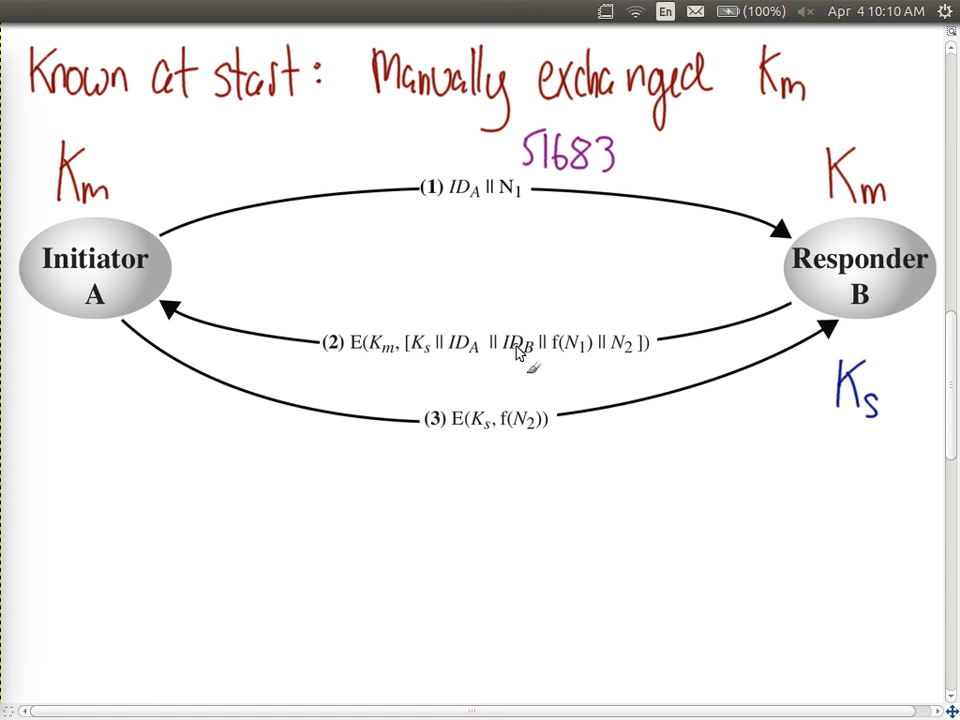 En (100%) Apr 4 10:10 AM
Known at start: Manually exchanged Km
51683
Km Km
(1) IDA || N1
Initiator Responder
A B
(2) E(Km, [Ks || IDA || IDB || f(N1) || N2 ])
Ks
(3) E(Ks, f(N2))